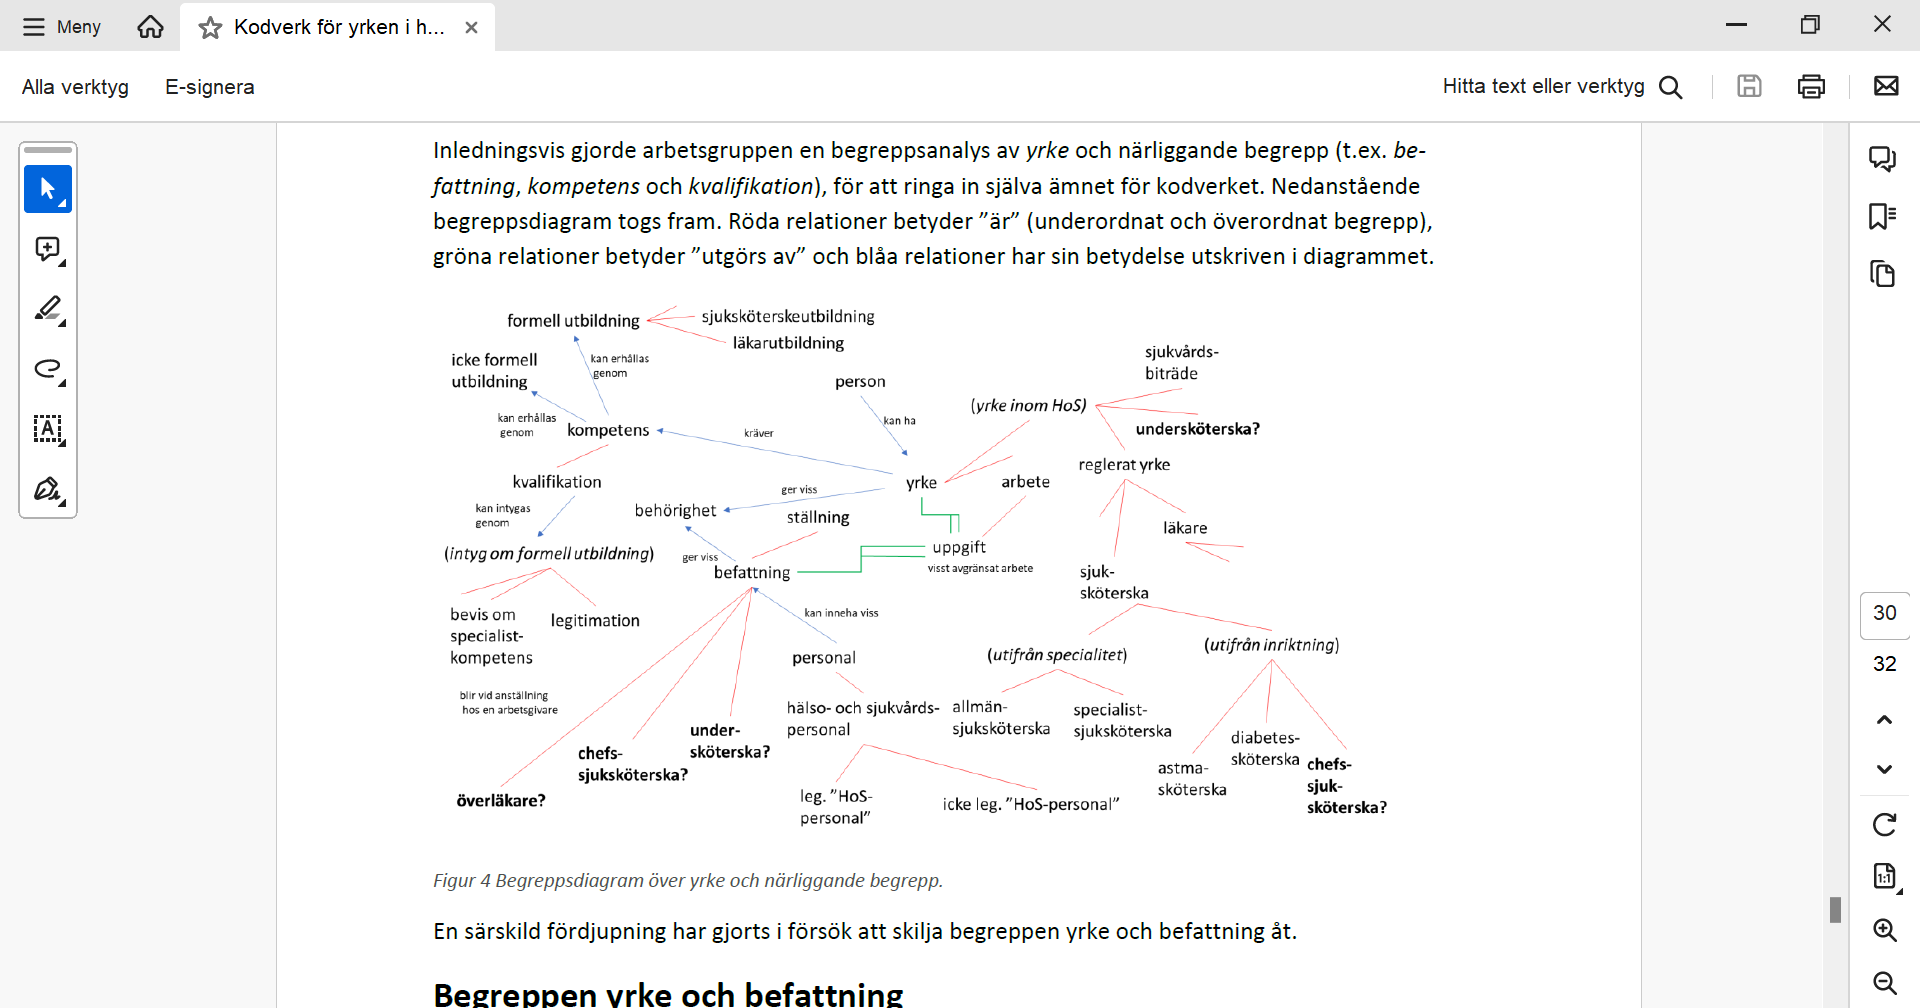 Meny
Kodverk för yrken i h...
Alla verktyg
E-signera
Hitta text eller verktyg
Inledningsvis gjorde arbetsgruppen en begreppsanalys av yrke och närliggande begrepp (t.ex. be-
fattning, kompetens och kvalifikation), för att ringa in själva ämnet för kodverket. Nedanstående
begreppsdiagram togs fram. Röda relationer betyder ”är” (underordnat och överordnat begrepp),
gröna relationer betyder ”utgörs av” och blåa relationer har sin betydelse utskriven i diagrammet.
formell utbildning
sjuksköterskeutbildning
läkarutbildning
icke formell
utbildning
kan erhållas
genom
kan erhållas
genom
kompetens
person
kan ha
kräver
(yrke inom HoS)
sjukvårds-
biträde
undersköterska?
reglerat yrke
kvalifikation
kan intygas
genom
behörighet
ger viss
yrke
arbete
ställning
läkare
(intyg om formell utbildning)
ger viss
befattning
uppgift
visst avgränsat arbete
sjuk-
sköterska
bevis om
specialist-
kompetens
legitimation
kan inneha viss
personal
(utifrån specialitet)
(utifrån inriktning)
blir vid anställning
hos en arbetsgivare
hälso- och sjukvårds-
personal
allmän-
sjuksköterska
specialist-
sjuksköterska
under-
sköterska?
chefs-
sjuksköterska?
överläkare?
diabetes-
sköterska
astma-
sköterska
chefs-
sjuk-
sköterska?
leg. ”HoS-
personal”
icke leg. ”HoS-personal”
Figur 4 Begreppsdiagram över yrke och närliggande begrepp.
En särskild fördjupning har gjorts i försök att skilja begreppen yrke och befattning åt.
Begreppen yrke och befattning
A
30
32
1:1